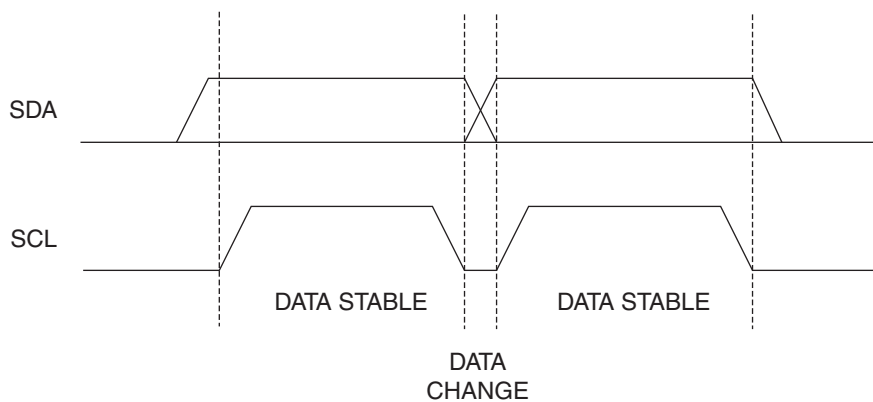 SDA
SCL
DATA STABLE
DATA STABLE
DATA
CHANGE